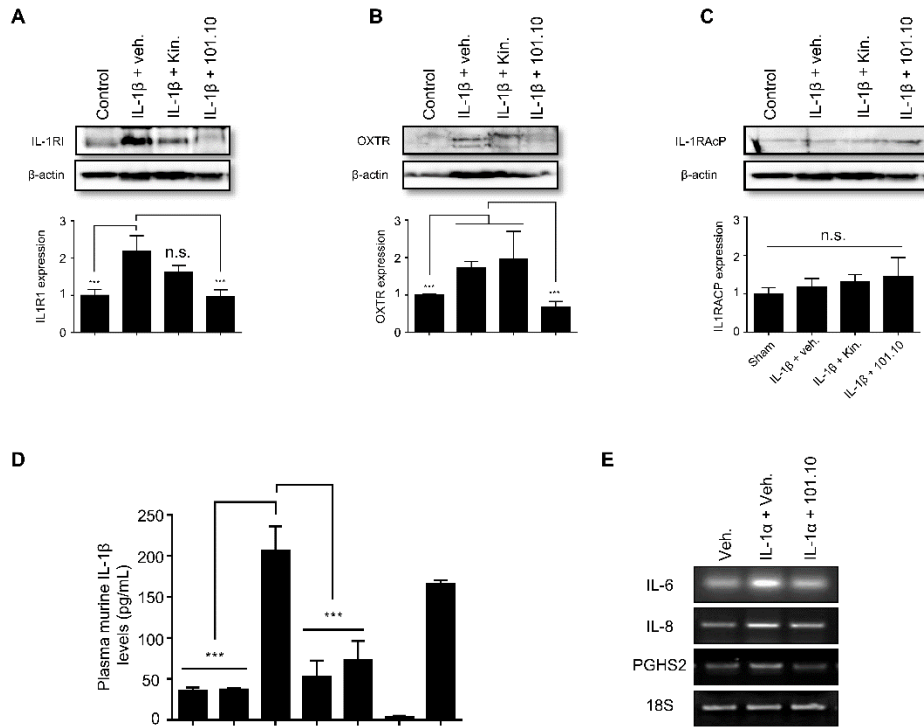 A
Control
IL-1β + veh.
IL-1β + Kin.
IL-1β + 101.10
IL-1RI
β-actin
IL1R1 expression
3
2
1
0
***
n.s.
***
B
Control
IL-1β + veh.
IL-1β + Kin.
IL-1β + 101.10
OXTR
β-actin
OXTR expression
3
2
1
0
***
***
C
Control
IL-1β + veh.
IL-1β + Kin.
IL-1β + 101.10
IL-1RAcP
β-actin
IL1RACP expression
3
2
1
0
n.s.
Sham
IL-1β + veh.
IL-1β + Kin.
IL-1β + 101.10
D
Plasma murine IL-1β
levels (pg/mL)
250
200
150
100
50
0
***
***
E
Veh.
IL-1α + Veh.
IL-1α + 101.10
IL-6
IL-8
PGHS2
18S